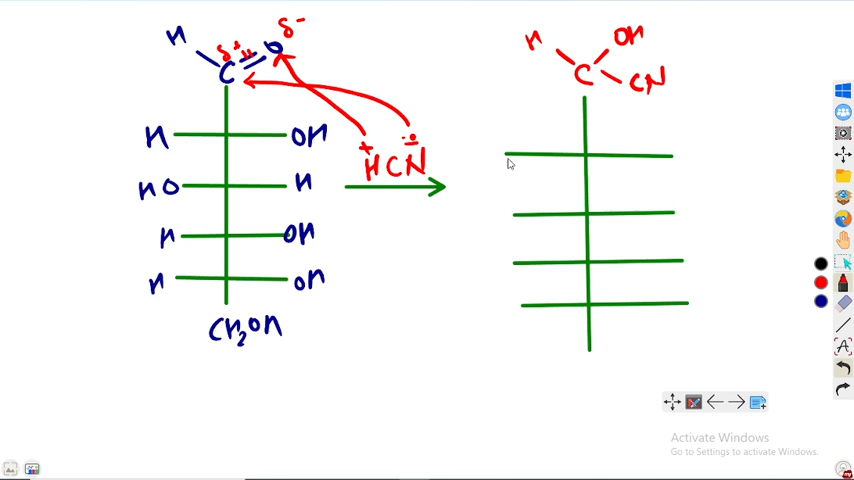 H δ+ O δ-
C
H OH
HO H
H OH
H OH
CH2OH
+ -
HCN
H OH
C CN
Activate Windows
Go to Settings to activate Windows.